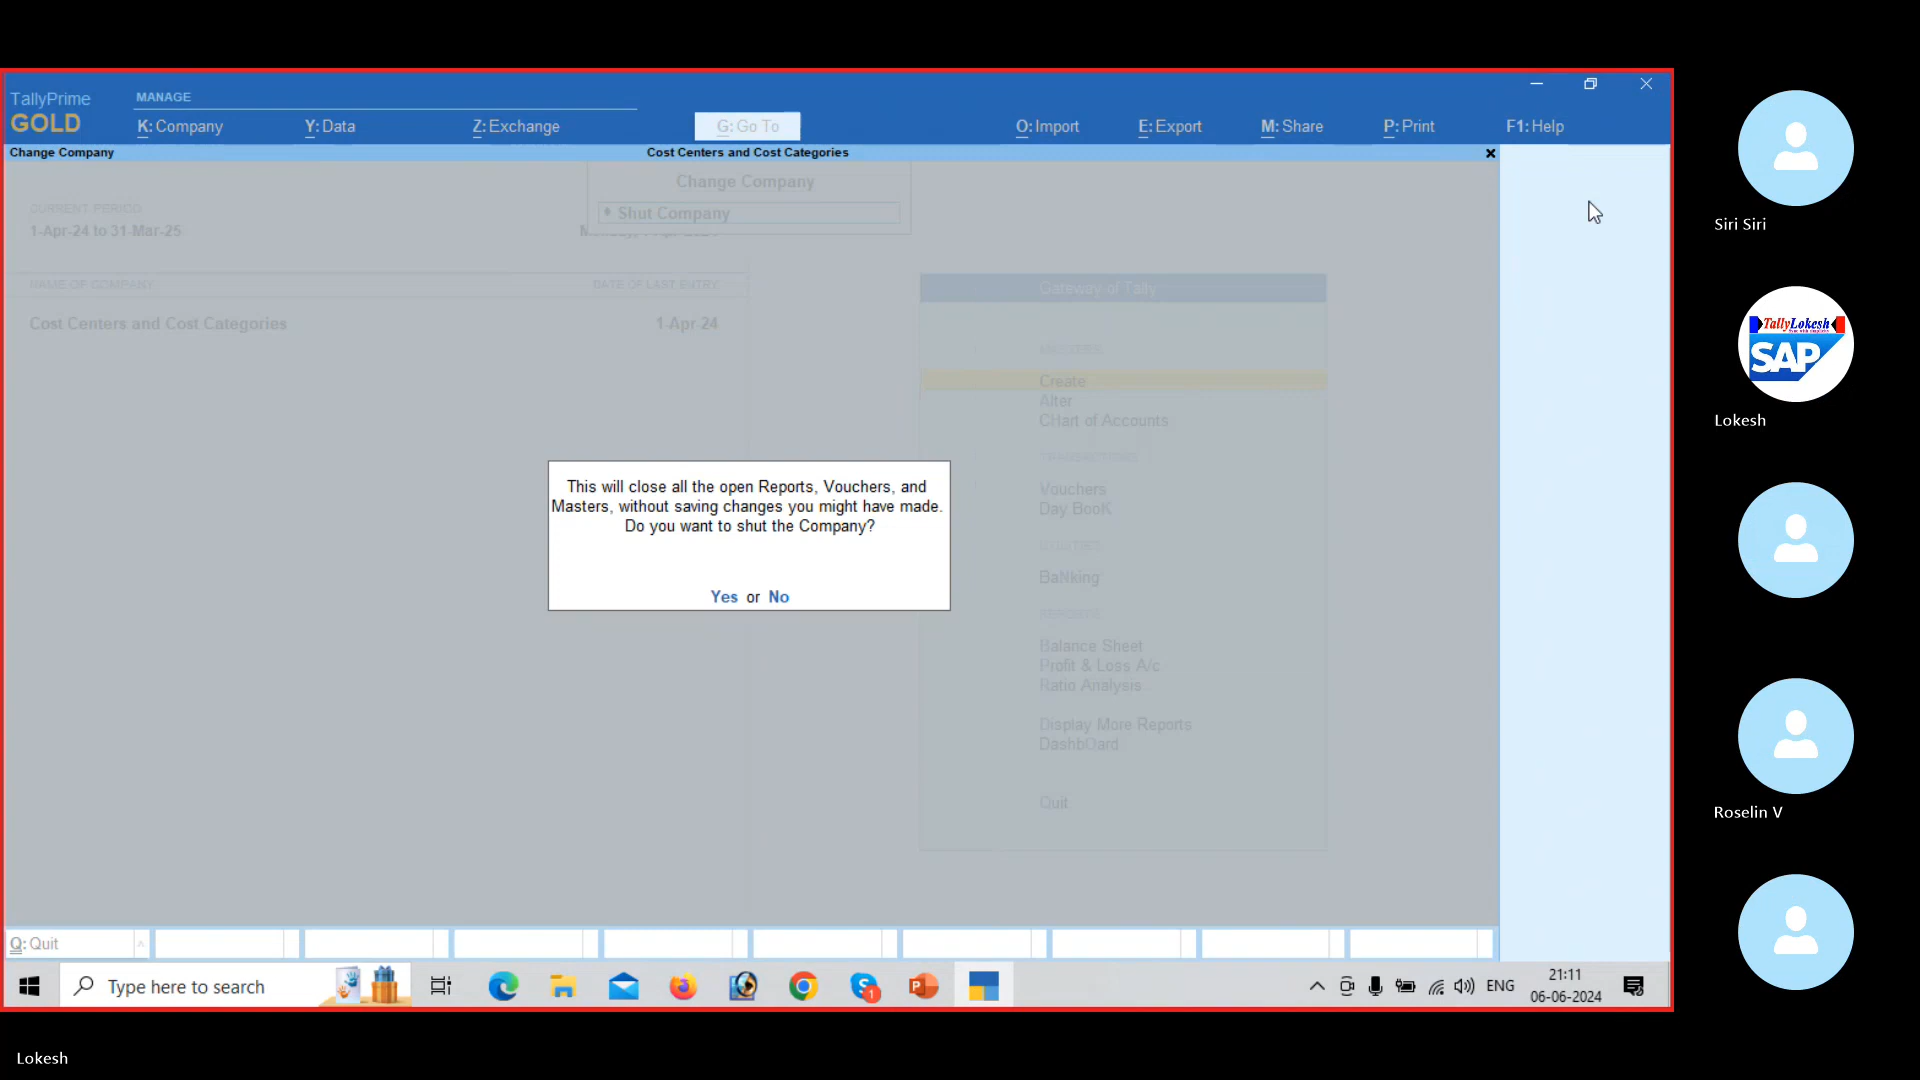 TallyPrime
GOLD
MANAGE
K: Company
Y: Data
Z: Exchange
G: Go To
O: Import
E: Export
M: Share
P: Print
F1: Help
Change Company
Cost Centers and Cost Categories
Change Company
Shut Company
CURRENT PERIOD
1-Apr-24 to 31-Mar-25
NAME OF COMPANY
DATE OF LAST ENTRY
Cost Centers and Cost Categories
1-Apr-24
Gateway of Tally
MASTERS
Create
Alter
CHart of Accounts
TRANSACTIONS
Vouchers
Day BooK
UTILITIES
BaNking
REPORTS
Balance Sheet
Profit & Loss A/c
Ratio Analysis
Display More Reports
DashbOard
Quit
This will close all the open Reports, Vouchers, and
Masters, without saving changes you might have made.
Do you want to shut the Company?
Yes or No
Q: Quit
Type here to search
1
ENG
21:11
06-06-2024
Siri Siri
TallyLokesh
SAP
Lokesh
Roselin V
Lokesh